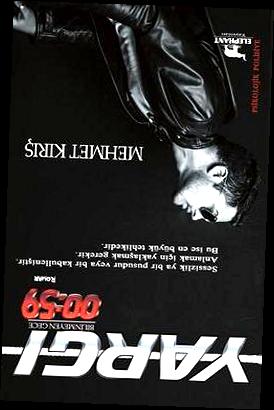 YARGI
BİLİNMEYEN GECE
00:59
ROMAN
Sessizlik ya bir pusudur veya bir kabulleniştir.
Anlamak için yaklaşmak gerekir.
Bu ise en büyük tehlikedir.
MEHMET KIRIŞ
PSİKOLOJİK POLİSİYE
ELEPHANT
Yayınları